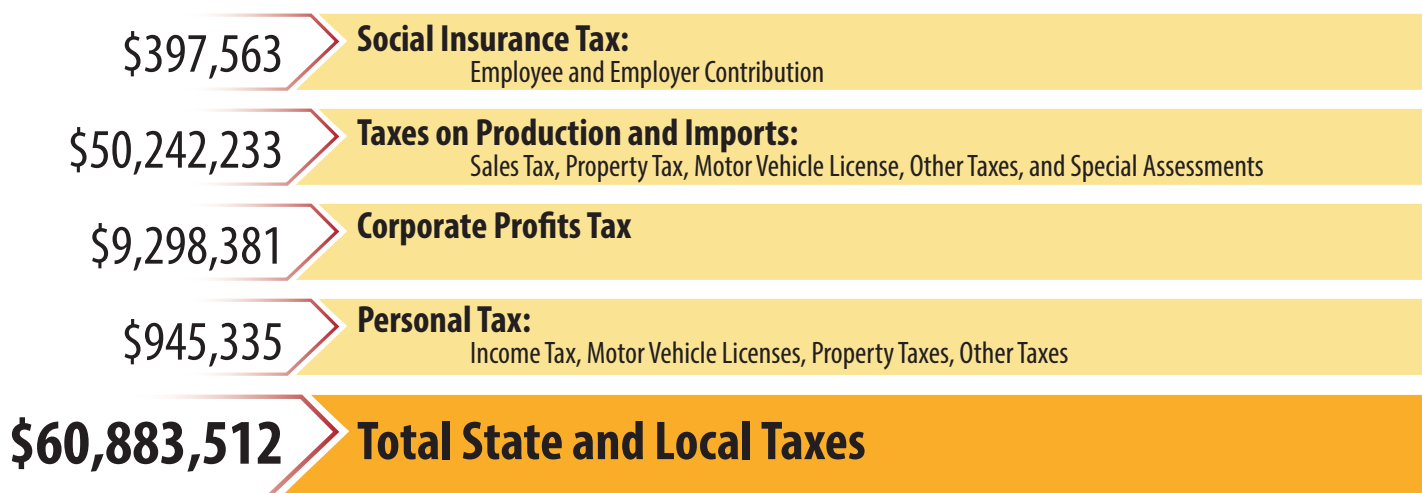 $397,563
Social Insurance Tax:
Employee and Employer Contribution
$50,242,233
Taxes on Production and Imports:
Sales Tax, Property Tax, Motor Vehicle License, Other Taxes, and Special Assessments
$9,298,381
Corporate Profits Tax
$945,335
Personal Tax:
Income Tax, Motor Vehicle Licenses, Property Taxes, Other Taxes
$60,883,512
Total State and Local Taxes